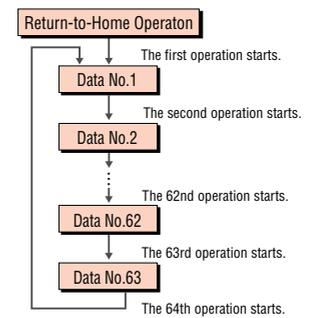 Return-to-Home Operaton
The first operation starts.
Data No.1
The second operation starts.
Data No.2
The 62nd operation starts.
Data No.62
The 63rd operation starts.
Data No.63
The 64th operation starts.